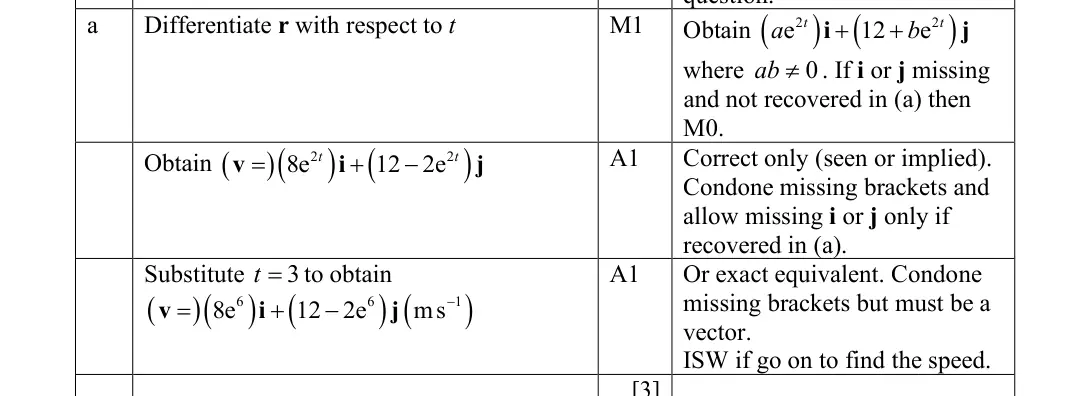 question.
a Differentiate r with respect to t M1 Obtain (ae^{2t})i + (12 + be^{2t})j
where ab ≠ 0. If i or j missing
and not recovered in (a) then
M0.
Obtain (v =)(8e^{2t})i + (12 − 2e^{2t})j A1 Correct only (seen or implied).
Condone missing brackets and
allow missing i or j only if
recovered in (a).
Substitute t = 3 to obtain A1 Or exact equivalent. Condone
(v =)(8e^6)i + (12 − 2e^6)j (m s^{−1}) missing brackets but must be a
vector.
ISW if go on to find the speed.
[3]